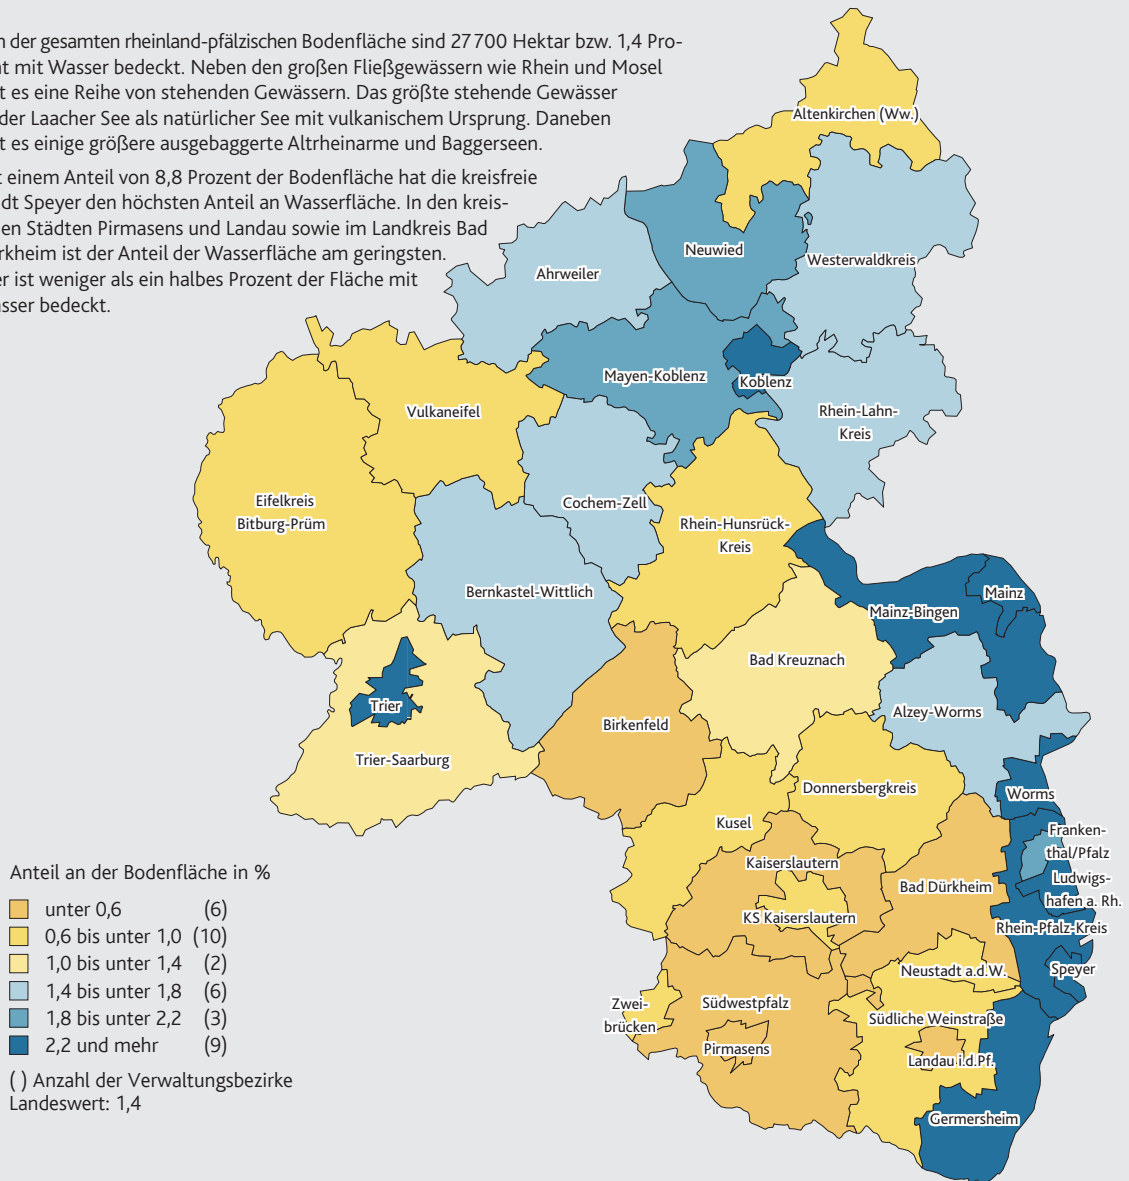 der gesamten rheinland-pfälzischen Bodenfläche sind 27 700 Hektar bzw. 1,4 Pro-
mit Wasser bedeckt. Neben den großen Fließgewässern wie Rhein und Mosel
es eine Reihe von stehenden Gewässern. Das größte stehende Gewässer
der Laacher See als natürlicher See mit vulkanischem Ursprung. Daneben
es einige größere ausgebaggerte Altrheinarme und Baggerseen.
einem Anteil von 8,8 Prozent der Bodenfläche hat die kreisfreie
Speyer den höchsten Anteil an Wasserfläche. In den kreis-
Städten Pirmasens und Landau sowie im Landkreis Bad
ist der Anteil der Wasserfläche am geringsten.
ist weniger als ein halbes Prozent der Fläche mit
bedeckt.
Altenkirchen (Ww.)
Neuwied
Westerwaldkreis
Ahrweiler
Mayen-Koblenz
Koblenz
Vulkaneifel
Rhein-Lahn-
Kreis
Eifelkreis
Bitburg-Prüm
Cochem-Zell
Rhein-Hunsrück-
Kreis
Bernkastel-Wittlich
Mainz
Mainz-Bingen
Bad Kreuznach
Trier
Alzey-Worms
Birkenfeld
Trier-Saarburg
Donnersbergkreis
Worms
Kusel
Franken-
thal/Pfalz
Kaiserslautern
Ludwigs-
hafen a. Rh.
Bad Dürkheim
KS Kaiserslautern
Rhein-Pfalz-Kreis
Neustadt a.d.W.
Speyer
Zwei-
brücken
Südwestpfalz
Südliche Weinstraße
Pirmasens
Landau i.d.Pf.
Germersheim
Anteil an der Bodenfläche in %
unter 0,6 (6)
0,6 bis unter 1,0 (10)
1,0 bis unter 1,4 (2)
1,4 bis unter 1,8 (6)
1,8 bis unter 2,2 (3)
2,2 und mehr (9)
( ) Anzahl der Verwaltungsbezirke
Landeswert: 1,4